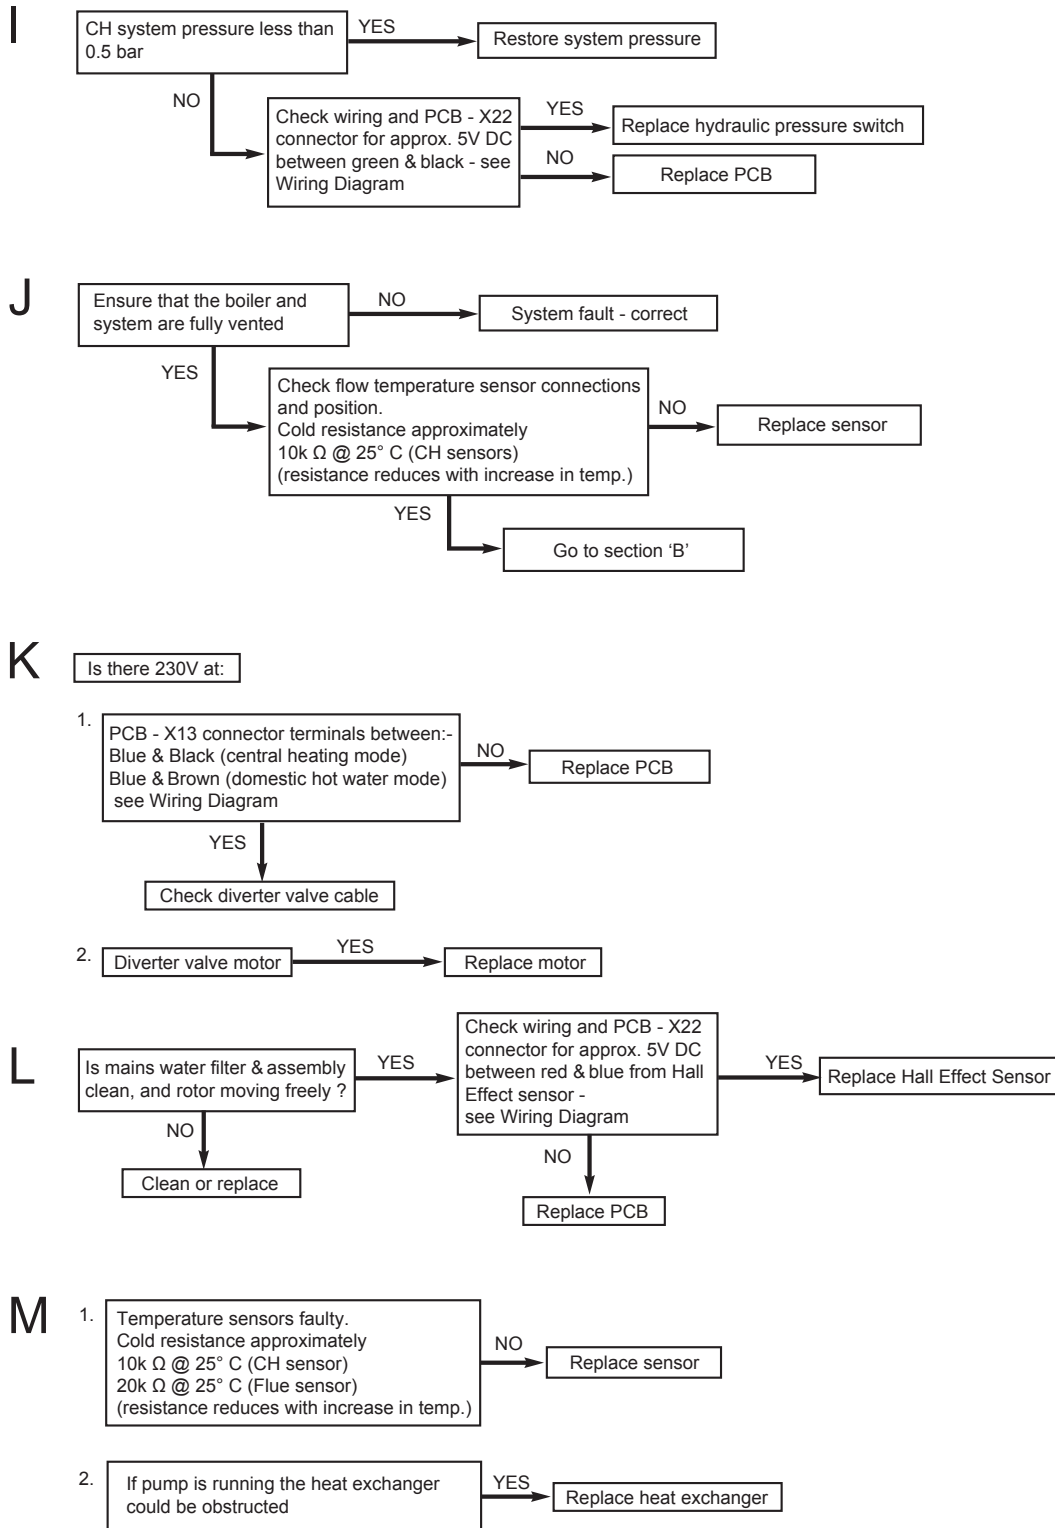 I
CH system pressure less than
0.5 bar
YES
Restore system pressure
NO
Check wiring and PCB - X22
connector for approx. 5V DC
between green & black - see
Wiring Diagram
YES
Replace hydraulic pressure switch
NO
Replace PCB
J
Ensure that the boiler and
system are fully vented
NO
System fault - correct
YES
Check flow temperature sensor connections
and position.
Cold resistance approximately
10k Ω @ 25° C (CH sensors)
(resistance reduces with increase in temp.)
NO
Replace sensor
YES
Go to section ‘B’
K
Is there 230V at:
1.
PCB - X13 connector terminals between:-
Blue & Black (central heating mode)
Blue & Brown (domestic hot water mode)
see Wiring Diagram
NO
Replace PCB
YES
Check diverter valve cable
2.
Diverter valve motor
YES
Replace motor
L
Is mains water filter & assembly
clean, and rotor moving freely ?
YES
Check wiring and PCB - X22
connector for approx. 5V DC
between red & blue from Hall
Effect sensor -
see Wiring Diagram
YES
Replace Hall Effect Sensor
NO
Clean or replace
NO
Replace PCB
M
1.
Temperature sensors faulty.
Cold resistance approximately
10k Ω @ 25° C (CH sensor)
20k Ω @ 25° C (Flue sensor)
(resistance reduces with increase in temp.)
NO
Replace sensor
2.
If pump is running the heat exchanger
could be obstructed
YES
Replace heat exchanger